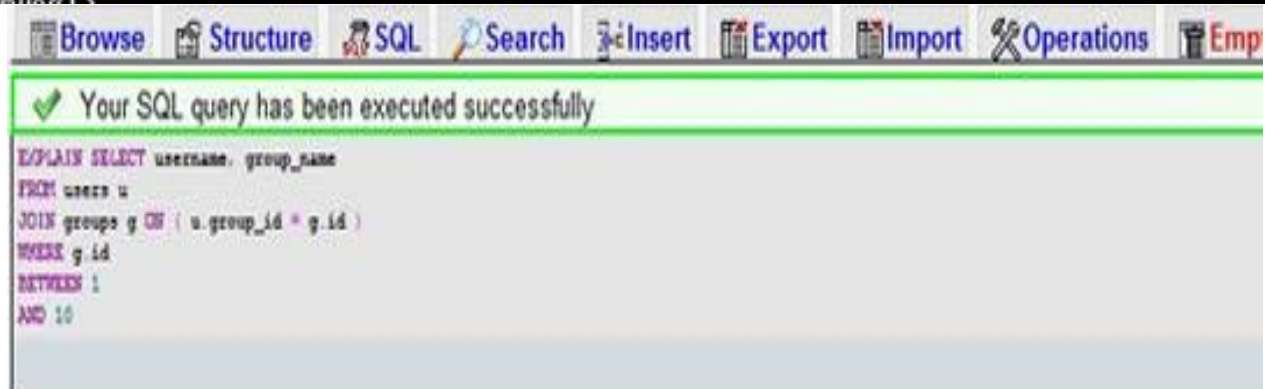 Browse Structure SQL Search Insert Export Import Operations Emp
Your SQL query has been executed successfully
EXPLAIN SELECT username, group_name
FROM users u
JOIN groups g ON ( u.group_id = g.id )
WHERE g.id
BETWEEN 1
AND 10